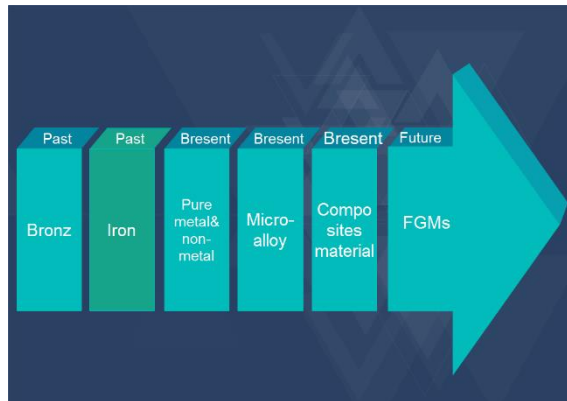 Past
Past
Bresent
Bresent
Bresent
Future
Bronz
Iron
Pure
metal&
non-
metal
Micro-
alloy
Compo
sites
material
FGMs